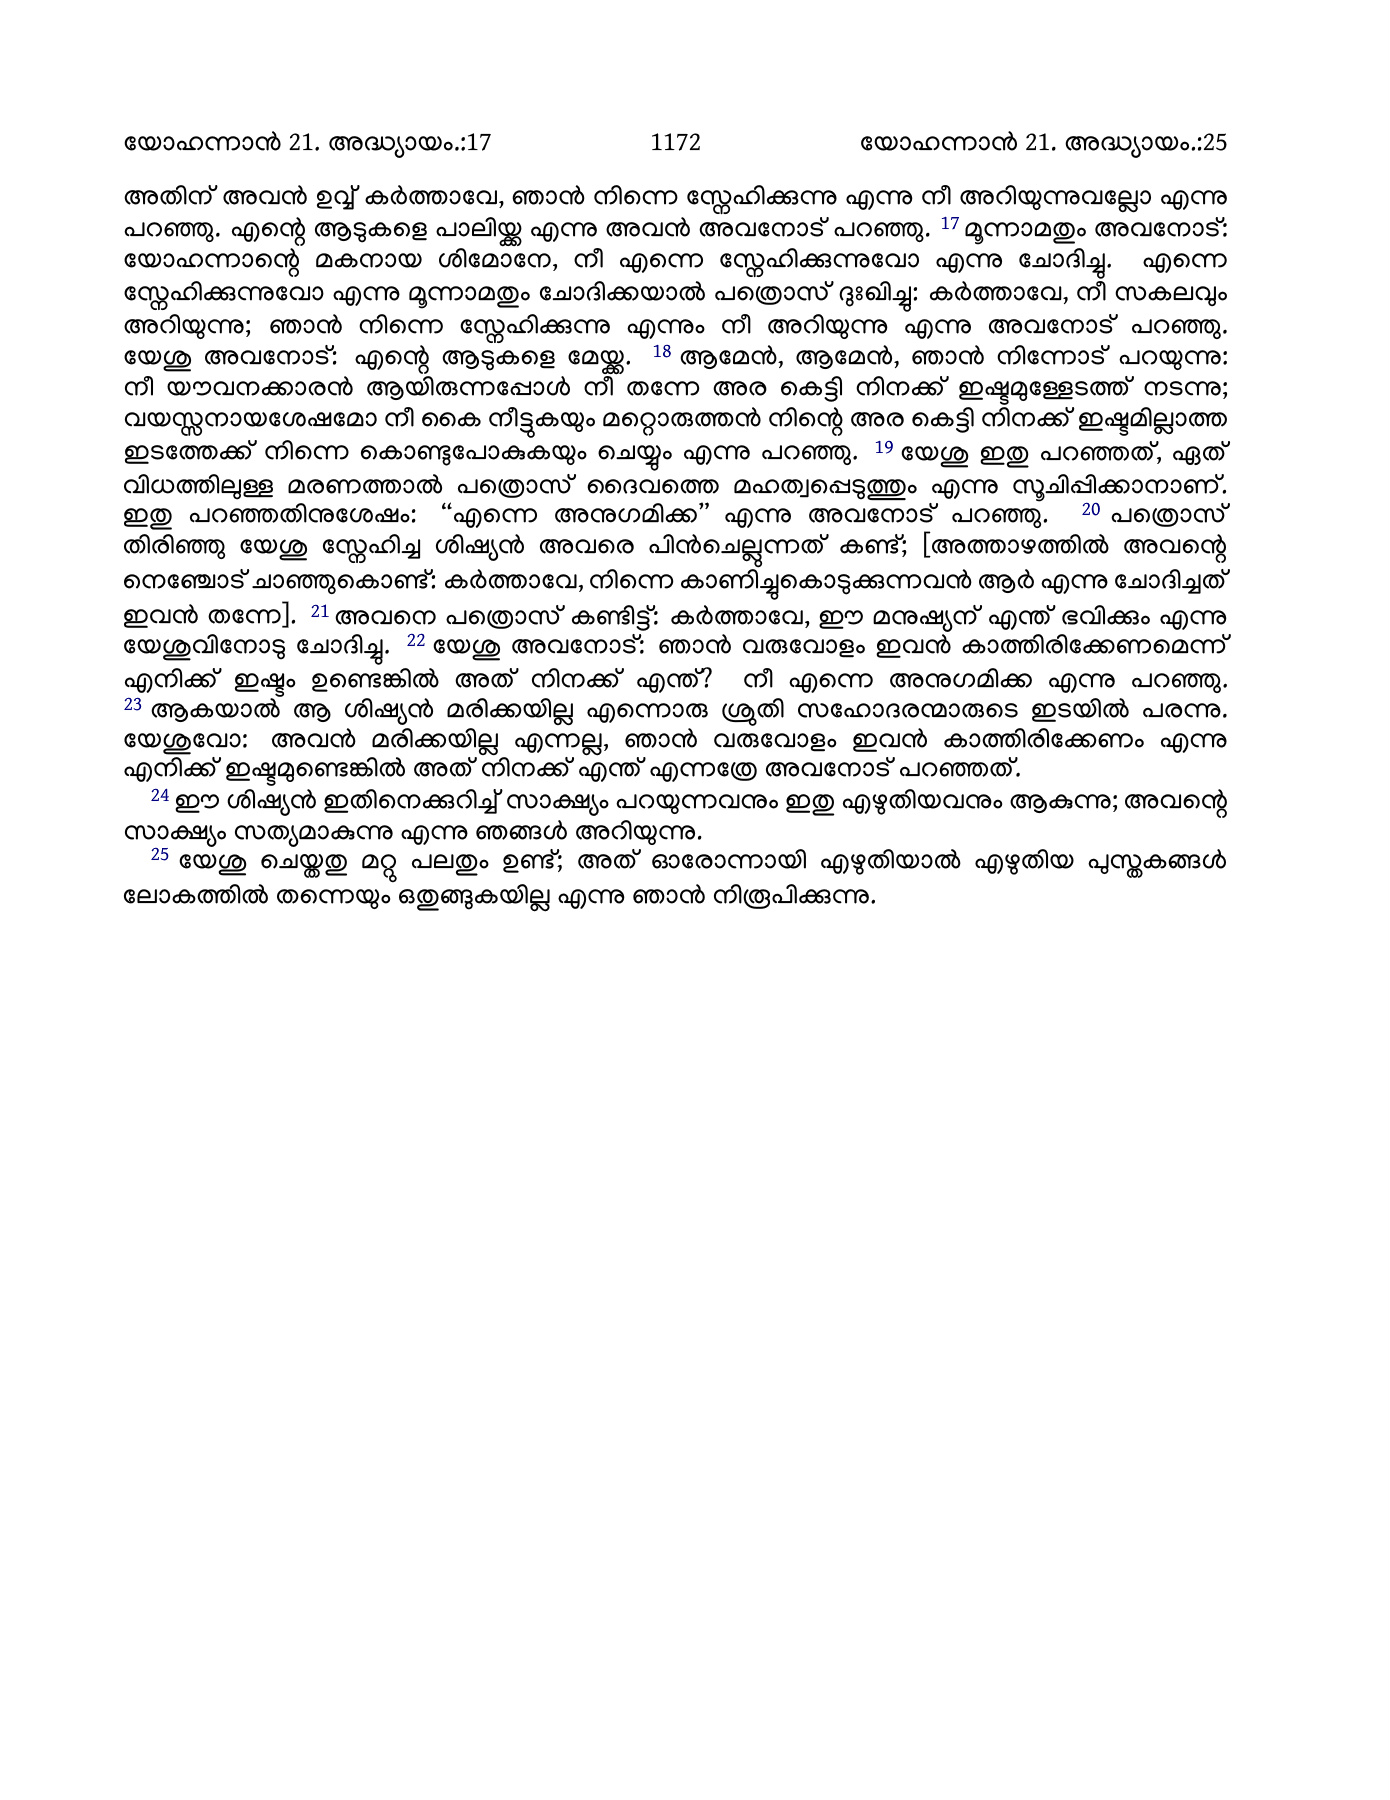 യോഹന്നാൻ 21. അദ്ധ്യായം.:17 1172 യോഹന്നാൻ 21. അദ്ധ്യായം.:25
അതിന് അവൻ ഉവ്വ് കർത്താവേ, ഞാൻ നിന്നെ സ്നേഹിക്കുന്നു എന്നു നീ അറിയുന്നുവല്ലോ എന്നു
പറഞ്ഞു. എന്റെ ആടുകളെ പാലിയ്ക്ക എന്നു അവൻ അവനോട് പറഞ്ഞു. 17 മൂന്നാമതും അവനോട്:
യോഹന്നാന്റെ മകനായ ശിമോനേ, നീ എന്നെ സ്നേഹിക്കുന്നുവോ എന്നു ചോദിച്ചു. എന്നെ
സ്നേഹിക്കുന്നുവോ എന്നു മൂന്നാമതും ചോദിക്കയാൽ പത്രൊസ് ദുഃഖിച്ചു: കർത്താവേ, നീ സകലവും
അറിയുന്നു; ഞാൻ നിന്നെ സ്നേഹിക്കുന്നു എന്നും നീ അറിയുന്നു എന്നു അവനോട് പറഞ്ഞു.
യേശു അവനോട്: എന്റെ ആടുകളെ മേയ്ക്ക. 18 ആമേൻ, ആമേൻ, ഞാൻ നിന്നോട് പറയുന്നു:
നീ യൗവനക്കാരൻ ആയിരുന്നപ്പോൾ നീ തന്നേ അര കെട്ടി നിനക്ക് ഇഷ്ടമുള്ളേടത്ത് നടന്നു;
വയസ്സനായശേഷമോ നീ കൈ നീട്ടുകയും മറ്റൊരുത്തൻ നിന്റെ അര കെട്ടി നിനക്ക് ഇഷ്ടമില്ലാത്ത
ഇടത്തേക്ക് നിന്നെ കൊണ്ടുപോകുകയും ചെയ്യും എന്നു പറഞ്ഞു. 19 യേശു ഇതു പറഞ്ഞത്, ഏത്
വിധത്തിലുള്ള മരണത്താൽ പത്രൊസ് ദൈവത്തെ മഹത്വപ്പെടുത്തും എന്നു സൂചിപ്പിക്കാനാണ്.
ഇതു പറഞ്ഞതിനുശേഷം: “എന്നെ അനുഗമിക്ക” എന്നു അവനോട് പറഞ്ഞു. 20 പത്രൊസ്
തിരിഞ്ഞു യേശു സ്നേഹിച്ച ശിഷ്യൻ അവരെ പിൻചെല്ലുന്നത് കണ്ട്; [അത്താഴത്തിൽ അവന്റെ
നെഞ്ചോട് ചാഞ്ഞുകൊണ്ട്: കർത്താവേ, നിന്നെ കാണിച്ചുകൊടുക്കുന്നവൻ ആർ എന്നു ചോദിച്ചത്
ഇവൻ തന്നേ]. 21 അവനെ പത്രൊസ് കണ്ടിട്ട്: കർത്താവേ, ഈ മനുഷ്യന് എന്ത് ഭവിക്കും എന്നു
യേശുവിനോടു ചോദിച്ചു. 22 യേശു അവനോട്: ഞാൻ വരുവോളം ഇവൻ കാത്തിരിക്കേണമെന്ന്
എനിക്ക് ഇഷ്ടം ഉണ്ടെങ്കിൽ അത് നിനക്ക് എന്ത്? നീ എന്നെ അനുഗമിക്ക എന്നു പറഞ്ഞു.
23 ആകയാൽ ആ ശിഷ്യൻ മരിക്കയില്ല എന്നൊരു ശ്രുതി സഹോദരന്മാരുടെ ഇടയിൽ പരന്നു.
യേശുവോ: അവൻ മരിക്കയില്ല എന്നല്ല, ഞാൻ വരുവോളം ഇവൻ കാത്തിരിക്കേണം എന്നു
എനിക്ക് ഇഷ്ടമുണ്ടെങ്കിൽ അത് നിനക്ക് എന്ത് എന്നത്രേ അവനോട് പറഞ്ഞത്.
24 ഈ ശിഷ്യൻ ഇതിനെക്കുറിച്ച് സാക്ഷ്യം പറയുന്നവനും ഇതു എഴുതിയവനും ആകുന്നു; അവന്റെ
സാക്ഷ്യം സത്യമാകുന്നു എന്നു ഞങ്ങൾ അറിയുന്നു.
25 യേശു ചെയ്തതു മറ്റു പലതും ഉണ്ട്; അത് ഓരോന്നായി എഴുതിയാൽ എഴുതിയ പുസ്തകങ്ങൾ
ലോകത്തിൽ തന്നെയും ഒതുങ്ങുകയില്ല എന്നു ഞാൻ നിരൂപിക്കുന്നു.